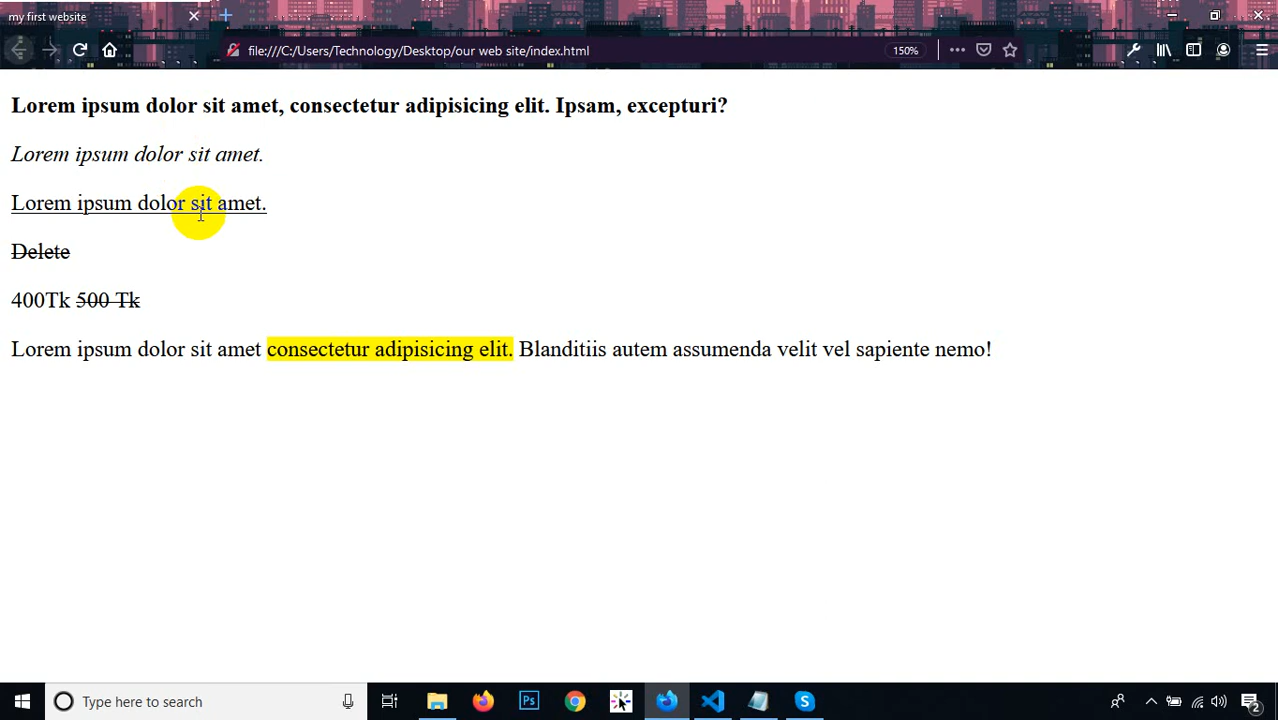 my first website
file:///C:/Users/Technology/Desktop/our web site/index.html
150%
Lorem ipsum dolor sit amet, consectetur adipisicing elit. Ipsam, excepturi?
Lorem ipsum dolor sit amet.
Lorem ipsum dolor sit amet.
Delete
400Tk 500 Tk
Lorem ipsum dolor sit amet consectetur adipisicing elit. Blanditiis autem assumenda velit vel sapiente nemo!
Type here to search
Ps
2